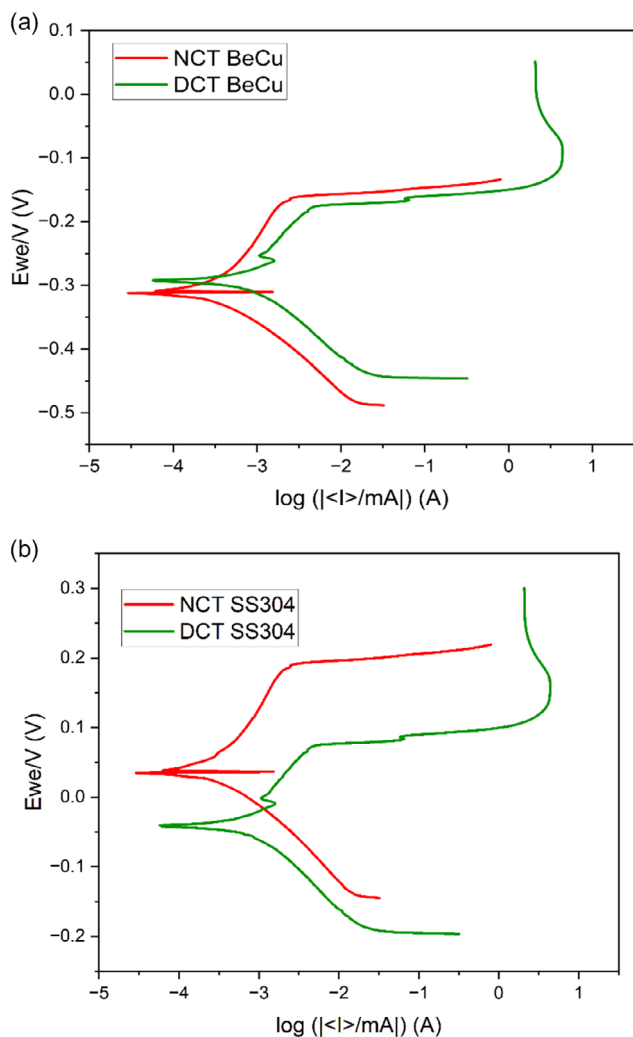 (a)
0.1
0.0
−0.1
−0.2
−0.3
−0.4
−0.5
Ewe/V (V)
NCT BeCu
DCT BeCu
−5 −4 −3 −2 −1 0 1
log (|<I>/mA|) (A)
(b)
0.3
0.2
0.1
0.0
−0.1
−0.2
Ewe/V (V)
NCT SS304
DCT SS304
−5 −4 −3 −2 −1 0 1
log (|<I>/mA|) (A)